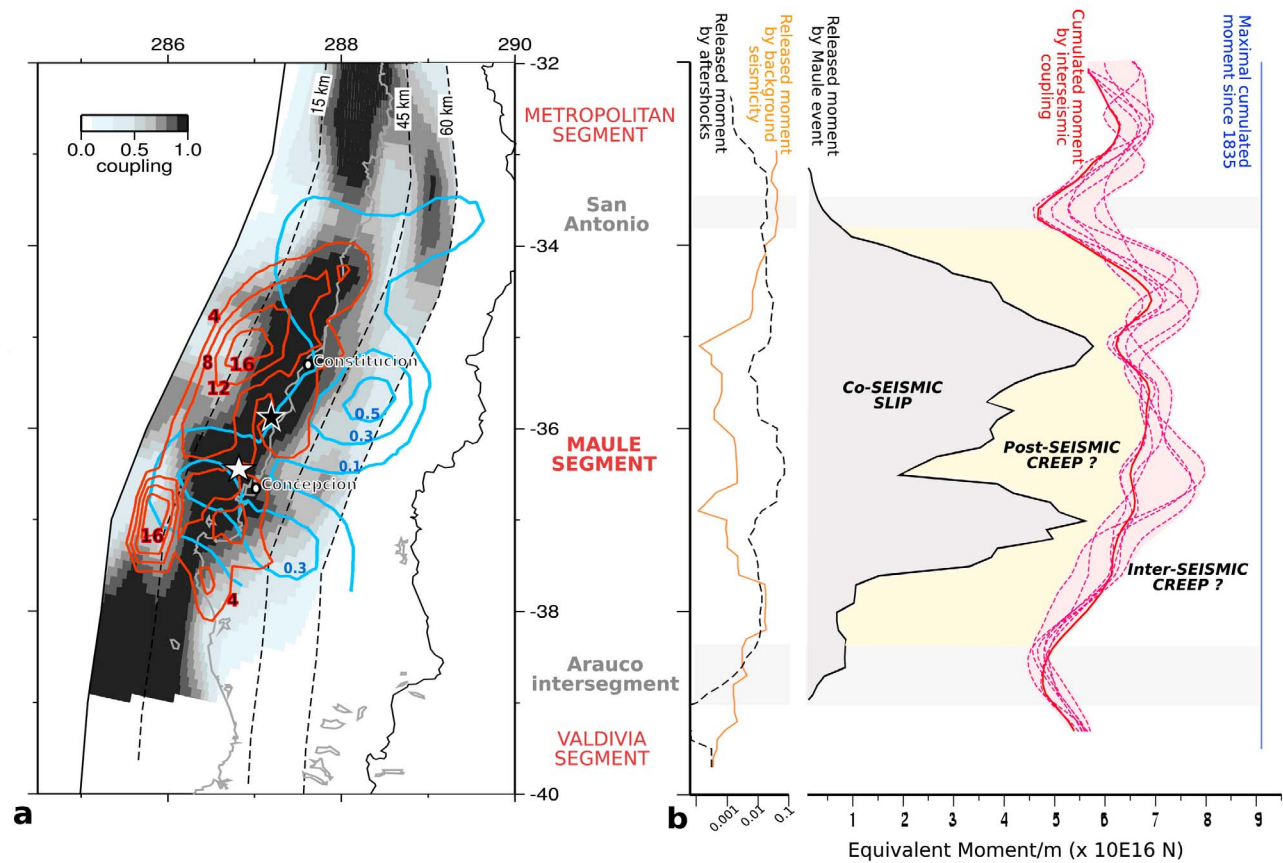 286
288
290
-32
-34
-36
-38
-40
0.0 0.5 1.0
coupling
15 km
45 km
60 km
METROPOLITAN
SEGMENT
San
Antonio
MAULE
SEGMENT
Arauco
intersegment
VALDIVIA
SEGMENT
4
8
16
12
Constitucion
0.5
0.3
0.1
Concepcion
16
0.3
4
a
Released moment
by aftershocks
Released moment
by background
seismicity
Released moment
by Maule event
Cumulated moment
by interseismic
coupling
Maximal cumulated
moment since 1835
Co-SEISMIC
SLIP
Post-SEISMIC
CREEP ?
Inter-SEISMIC
CREEP ?
b
0.001
0.01
0.1
1 2 3 4 5 6 7 8 9
Equivalent Moment/m (x 10E16 N)